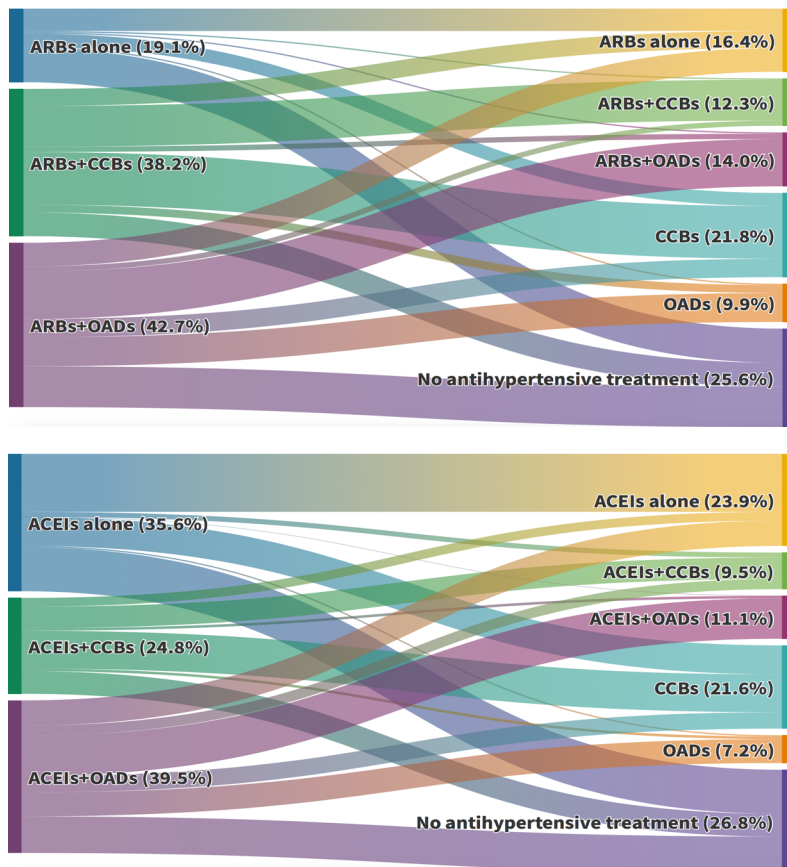 ARBs alone (19.1%)
ARBs alone (16.4%)
ARBs+CCBs (12.3%)
ARBs+CCBs (38.2%)
ARBs+OADs (14.0%)
CCBs (21.8%)
OADs (9.9%)
ARBs+OADs (42.7%)
No antihypertensive treatment (25.6%)
ACEIs alone (35.6%)
ACEIs alone (23.9%)
ACEIs+CCBs (9.5%)
ACEIs+OADs (11.1%)
ACEIs+CCBs (24.8%)
CCBs (21.6%)
OADs (7.2%)
ACEIs+OADs (39.5%)
No antihypertensive treatment (26.8%)